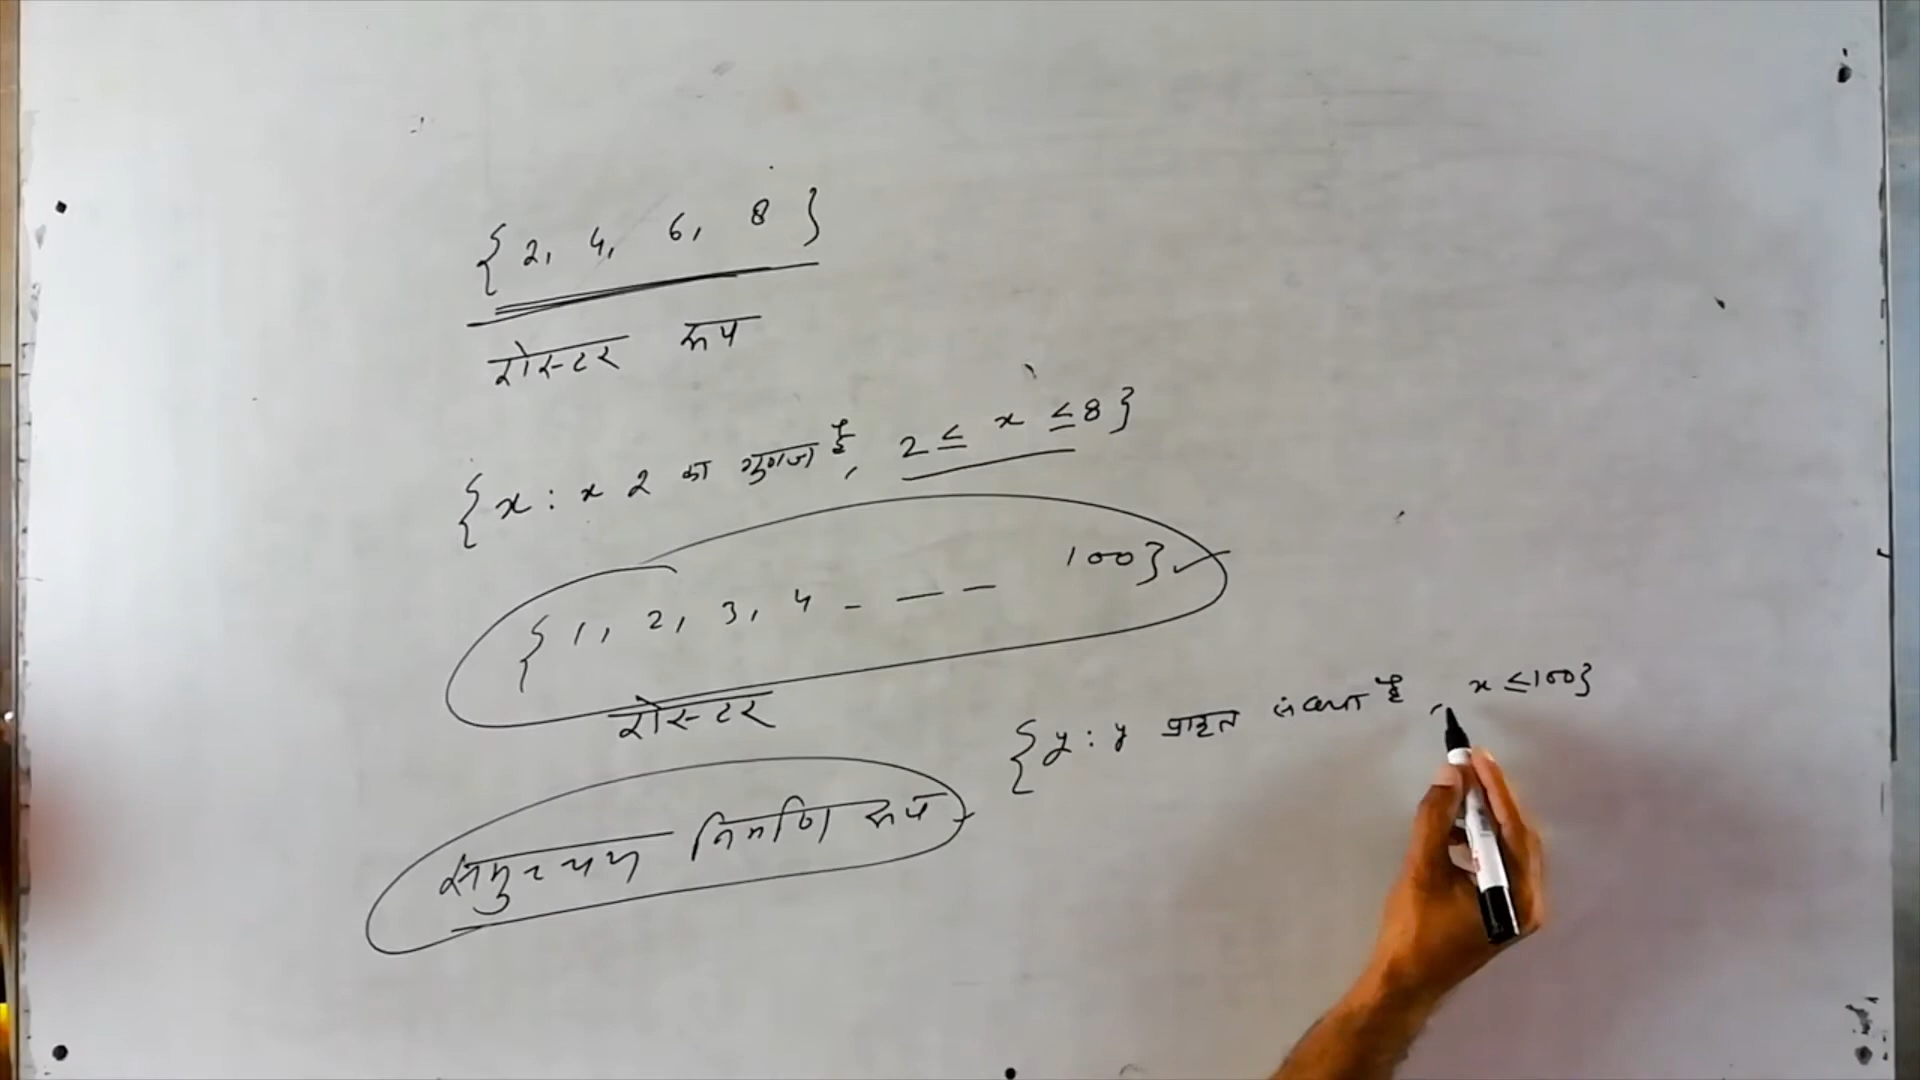 {2, 4, 6, 8}
रोस्टर रूप
{x : x 2 का गुणज है, 2 ≤ x ≤ 8}
{1, 2, 3, 4 - — — 100}
रोस्टर
{y : y प्राकृत संख्या है, x ≤ 100}
समुच्चय निर्माण रूप